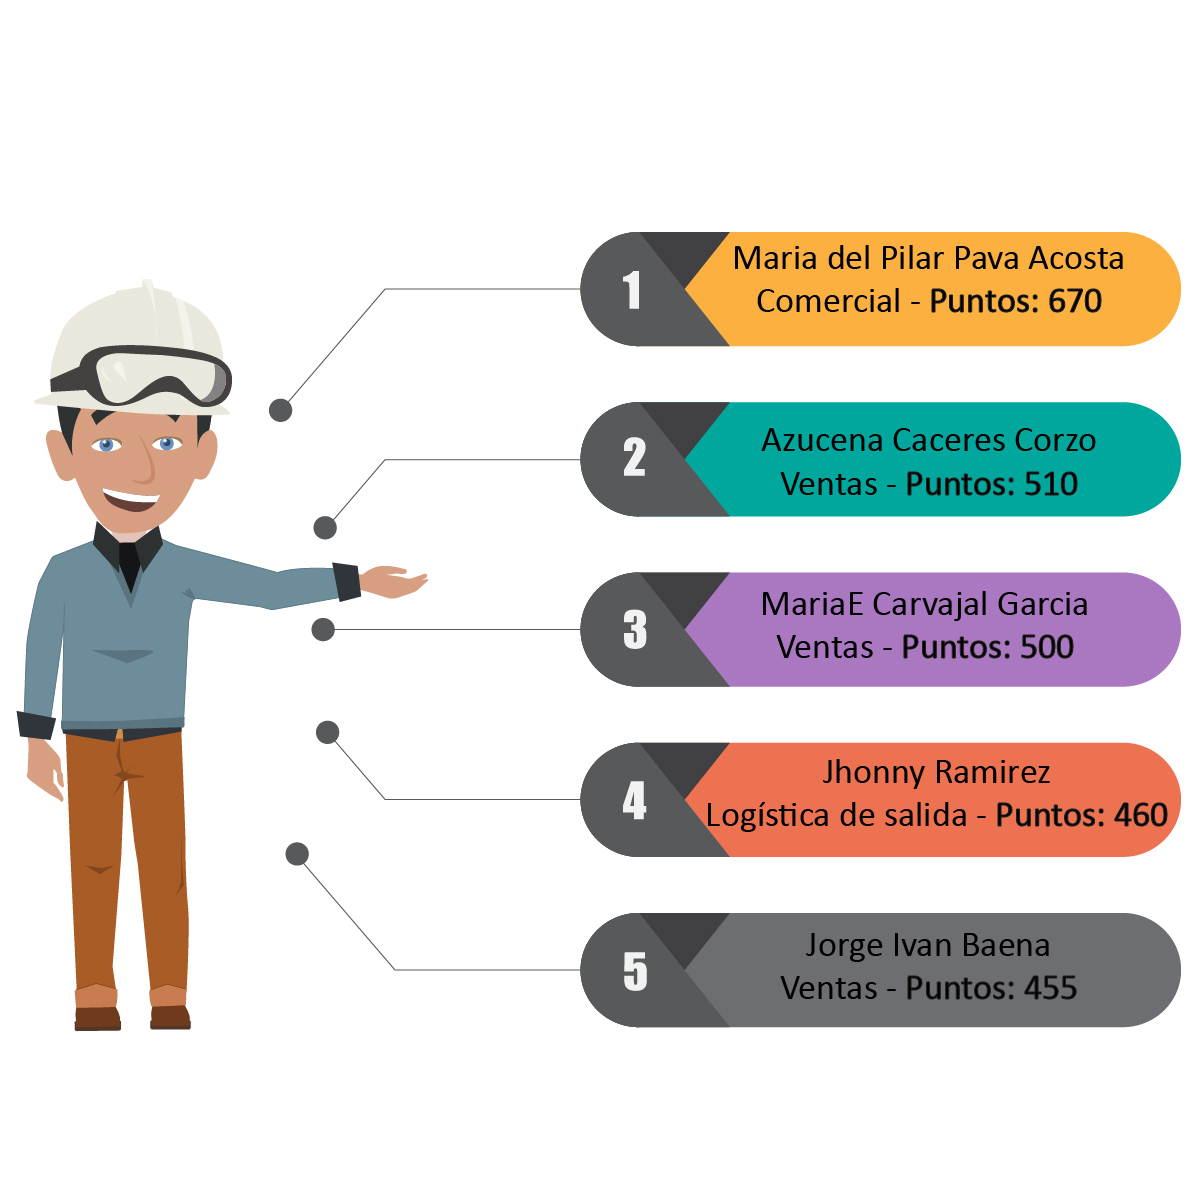 1
Maria del Pilar Pava Acosta
Comercial - Puntos: 670
2
Azucena Caceres Corzo
Ventas - Puntos: 510
3
MariaE Carvajal Garcia
Ventas - Puntos: 500
4
Jhonny Ramirez
Logística de salida - Puntos: 460
5
Jorge Ivan Baena
Ventas - Puntos: 455